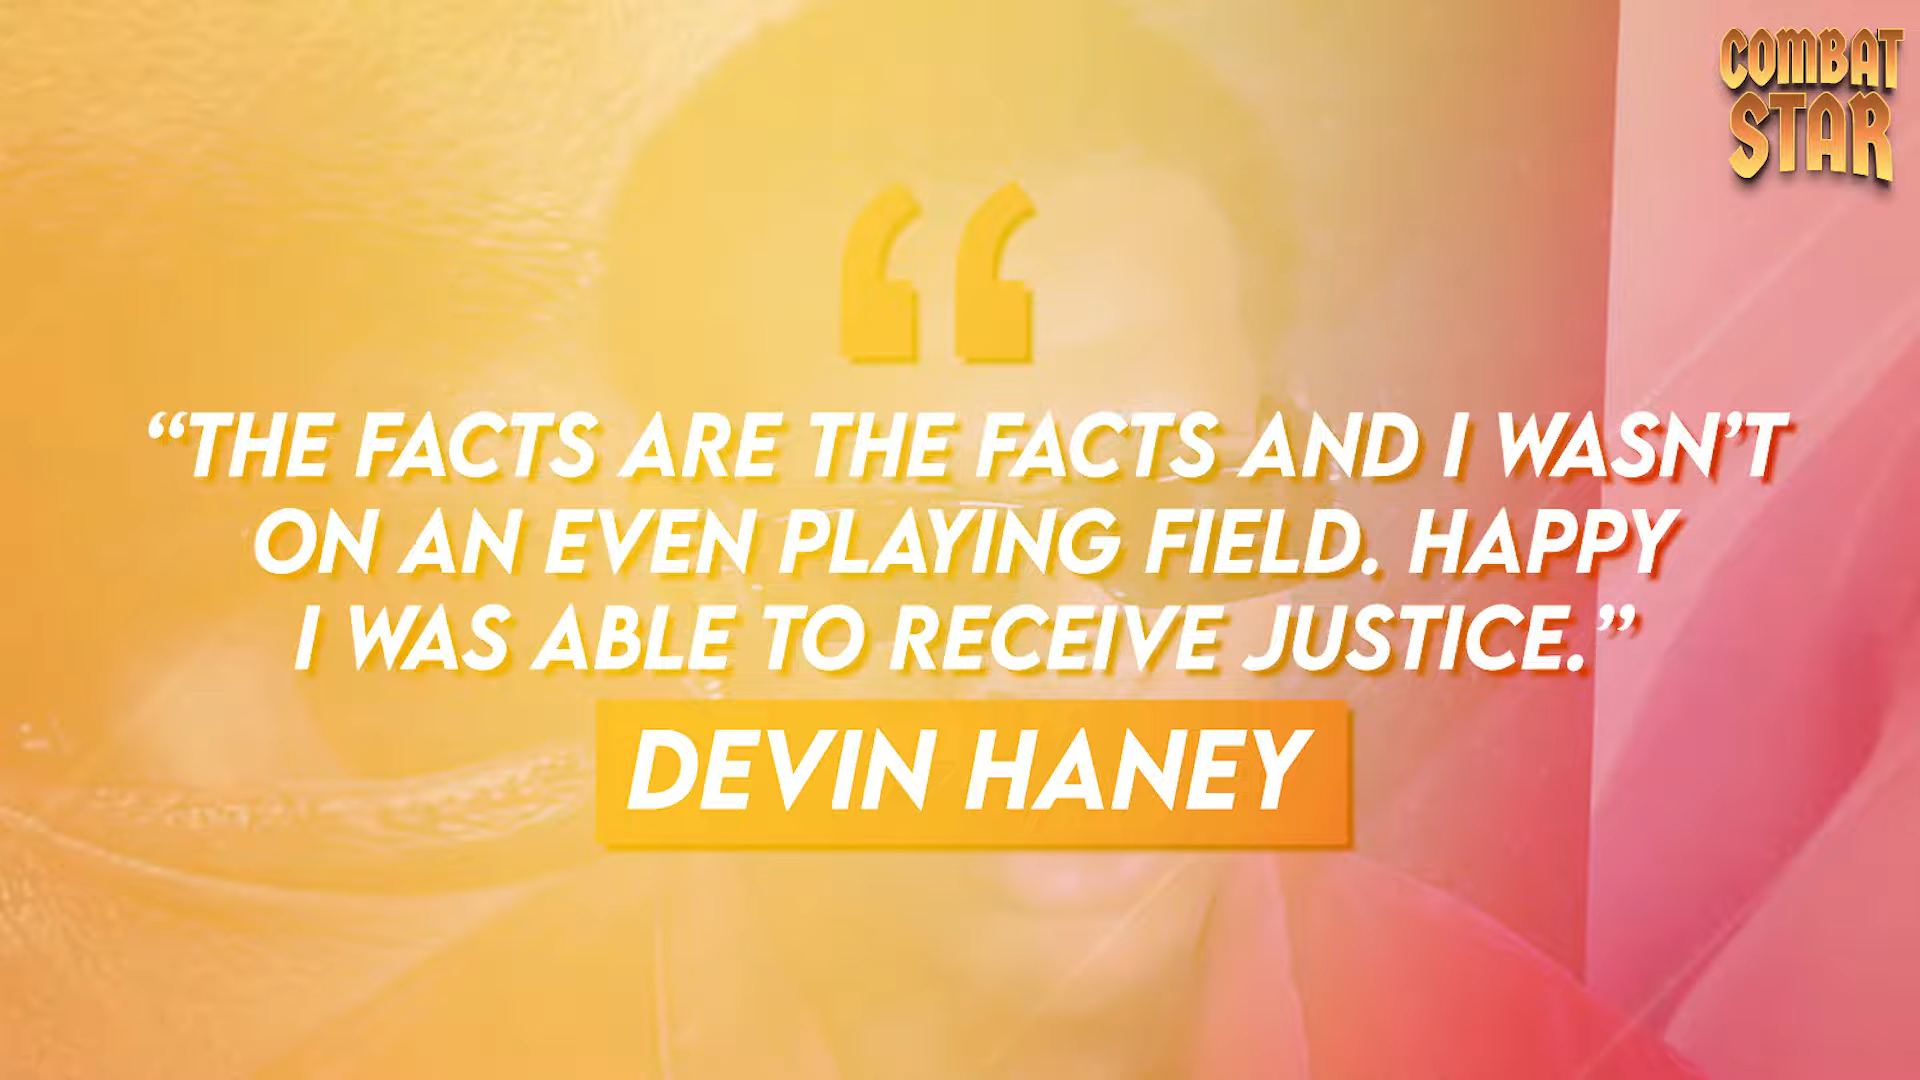 COMBAT
STAR
“THE FACTS ARE THE FACTS AND I WASN’T
ON AN EVEN PLAYING FIELD. HAPPY
I WAS ABLE TO RECEIVE JUSTICE.”
DEVIN HANEY